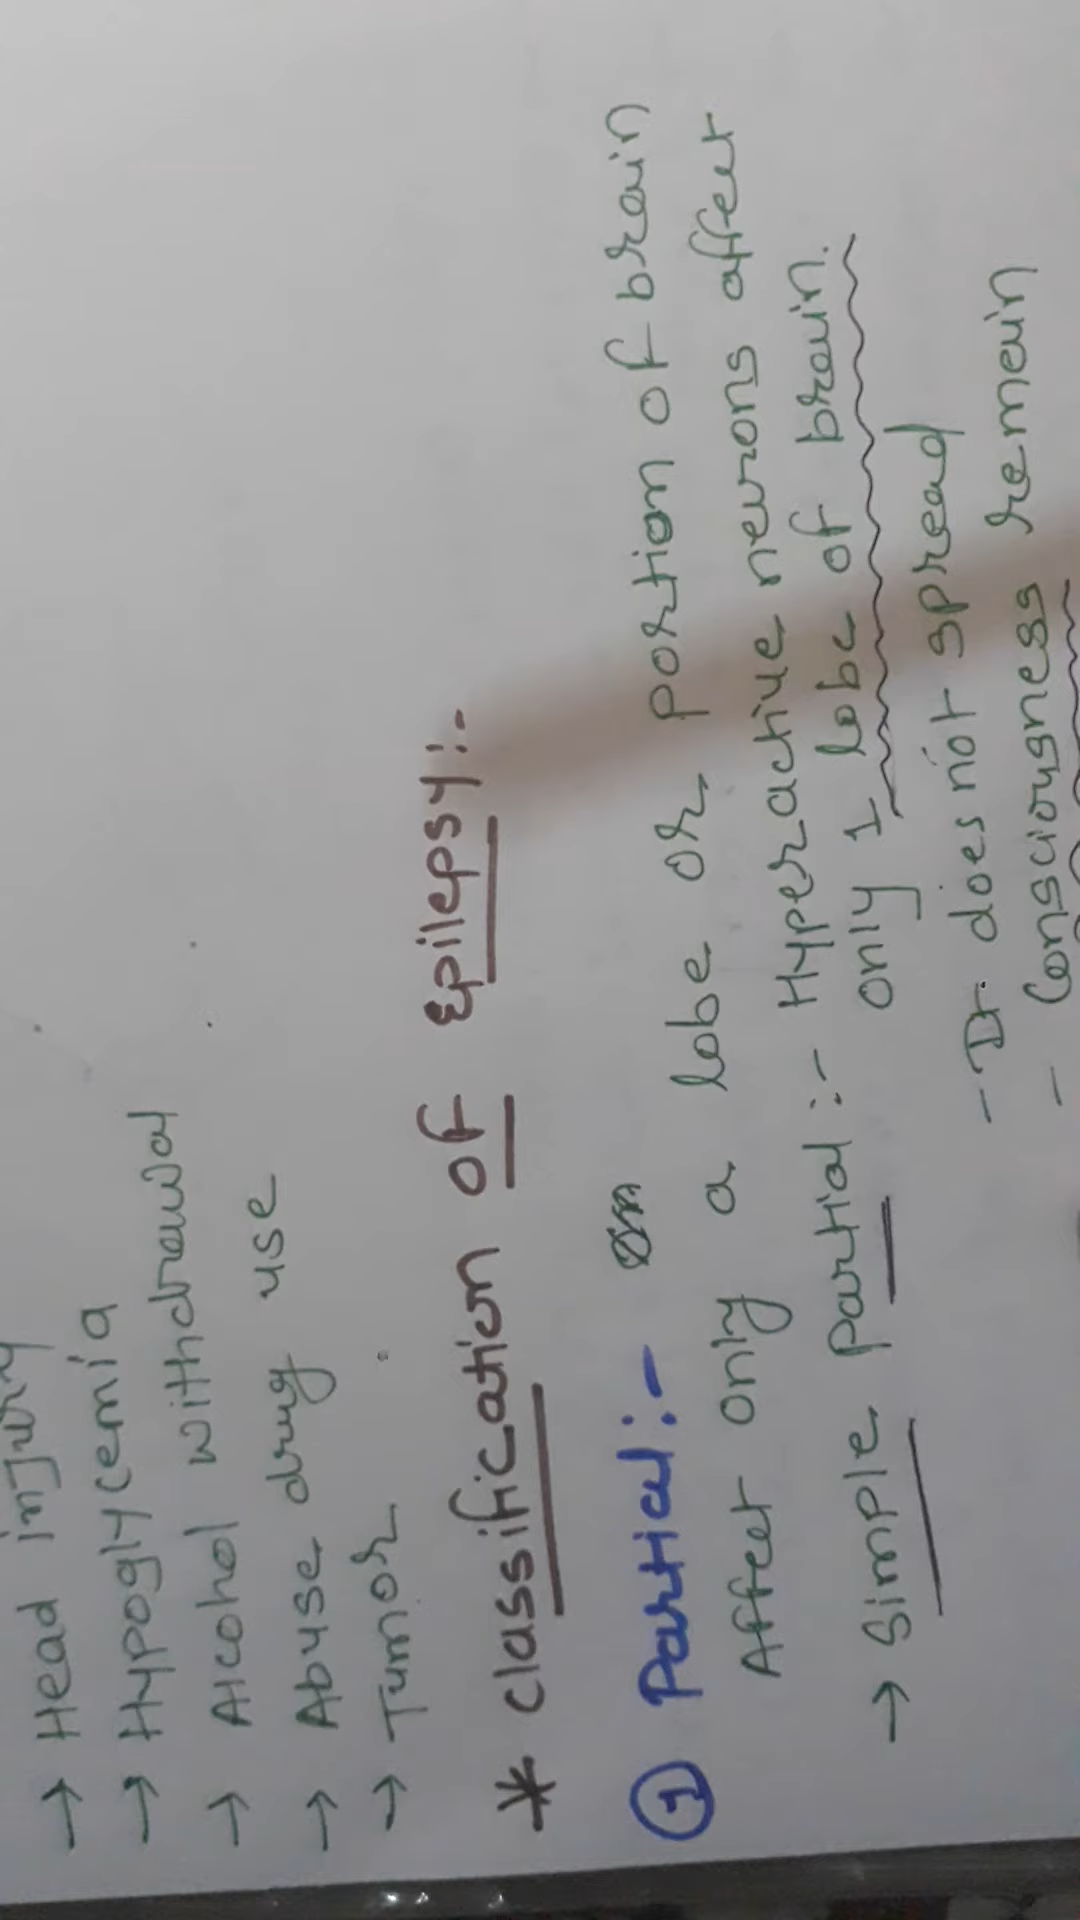 → Head injury
→ Hypoglycemia
→ Alcohol withdrawal
→ Abuse drug use
→ Tumor
* Classification of Epilepsy:-
① Partial:-
Affect only a lobe or portion of brain
→ Simple partial:- Hyperactive neurons affect
only 1 lobe of brain.
- It does not spread
- Consciousness remain